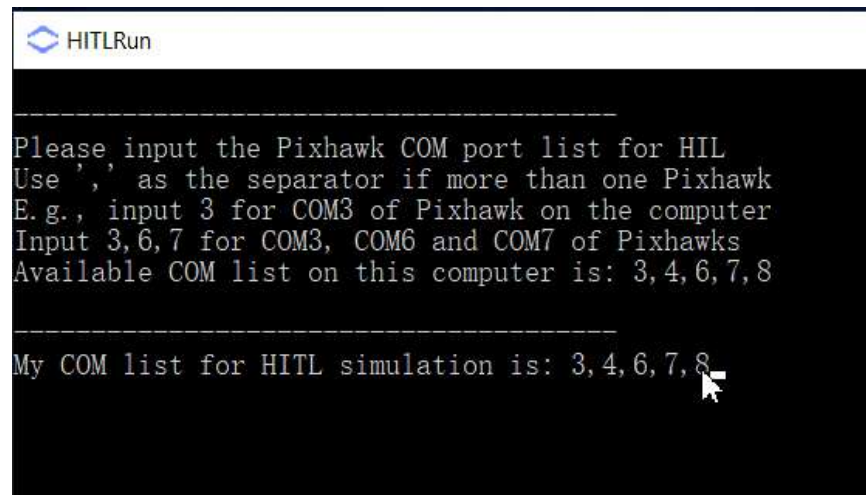 HITLRun
----------------------------------------
Please input the Pixhawk COM port list for HIL
Use ',' as the separator if more than one Pixhawk
E.g., input 3 for COM3 of Pixhawk on the computer
Input 3,6,7 for COM3, COM6 and COM7 of Pixhawks
Available COM list on this computer is: 3,4,6,7,8
----------------------------------------
My COM list for HITL simulation is: 3,4,6,7,8